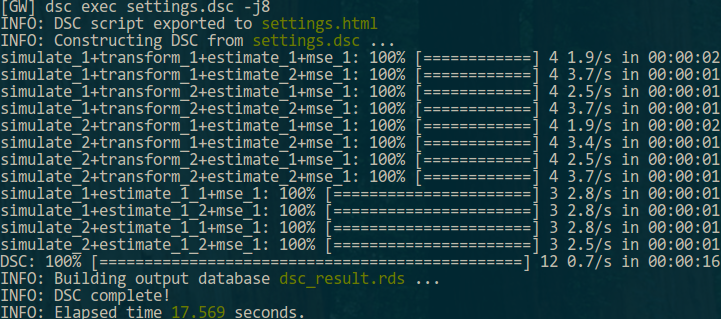 [GW] dsc exec settings.dsc -j8
INFO: DSC script exported to settings.html
INFO: Constructing DSC from settings.dsc ...
simulate_1+transform_1+estimate_1+mse_1: 100% [============] 4 1.9/s in 00:00:02
simulate_1+transform_1+estimate_2+mse_1: 100% [============] 4 3.7/s in 00:00:01
simulate_1+transform_2+estimate_1+mse_1: 100% [============] 4 2.5/s in 00:00:01
simulate_1+transform_2+estimate_2+mse_1: 100% [============] 4 3.7/s in 00:00:01
simulate_2+transform_1+estimate_1+mse_1: 100% [============] 4 1.9/s in 00:00:02
simulate_2+transform_1+estimate_2+mse_1: 100% [============] 4 3.4/s in 00:00:01
simulate_2+transform_2+estimate_1+mse_1: 100% [============] 4 2.5/s in 00:00:01
simulate_2+transform_2+estimate_2+mse_1: 100% [============] 4 3.7/s in 00:00:01
simulate_1+estimate_1_1+mse_1: 100% [======================] 3 2.8/s in 00:00:01
simulate_1+estimate_1_2+mse_1: 100% [======================] 3 2.8/s in 00:00:01
simulate_2+estimate_1_1+mse_1: 100% [======================] 3 2.8/s in 00:00:01
simulate_2+estimate_1_2+mse_1: 100% [======================] 3 2.5/s in 00:00:01
DSC: 100% [===============================================] 12 0.7/s in 00:00:16
INFO: Building output database dsc_result.rds ...
INFO: DSC complete!
INFO: Elapsed time 17.569 seconds.